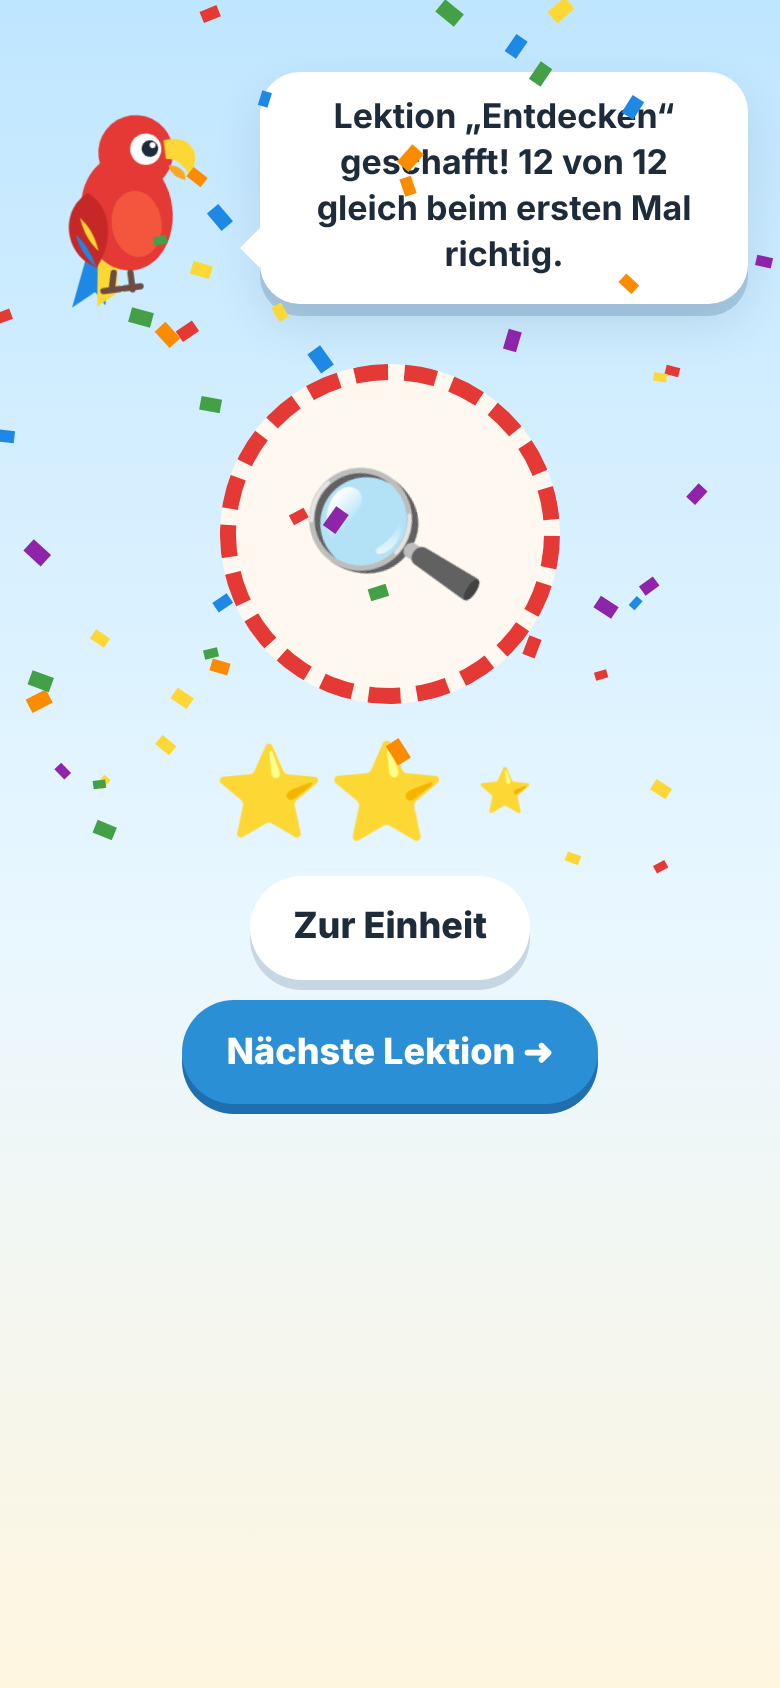 Lektion „Entdecken“
geschafft! 12 von 12
gleich beim ersten Mal
richtig.
Zur Einheit
Nächste Lektion ➜